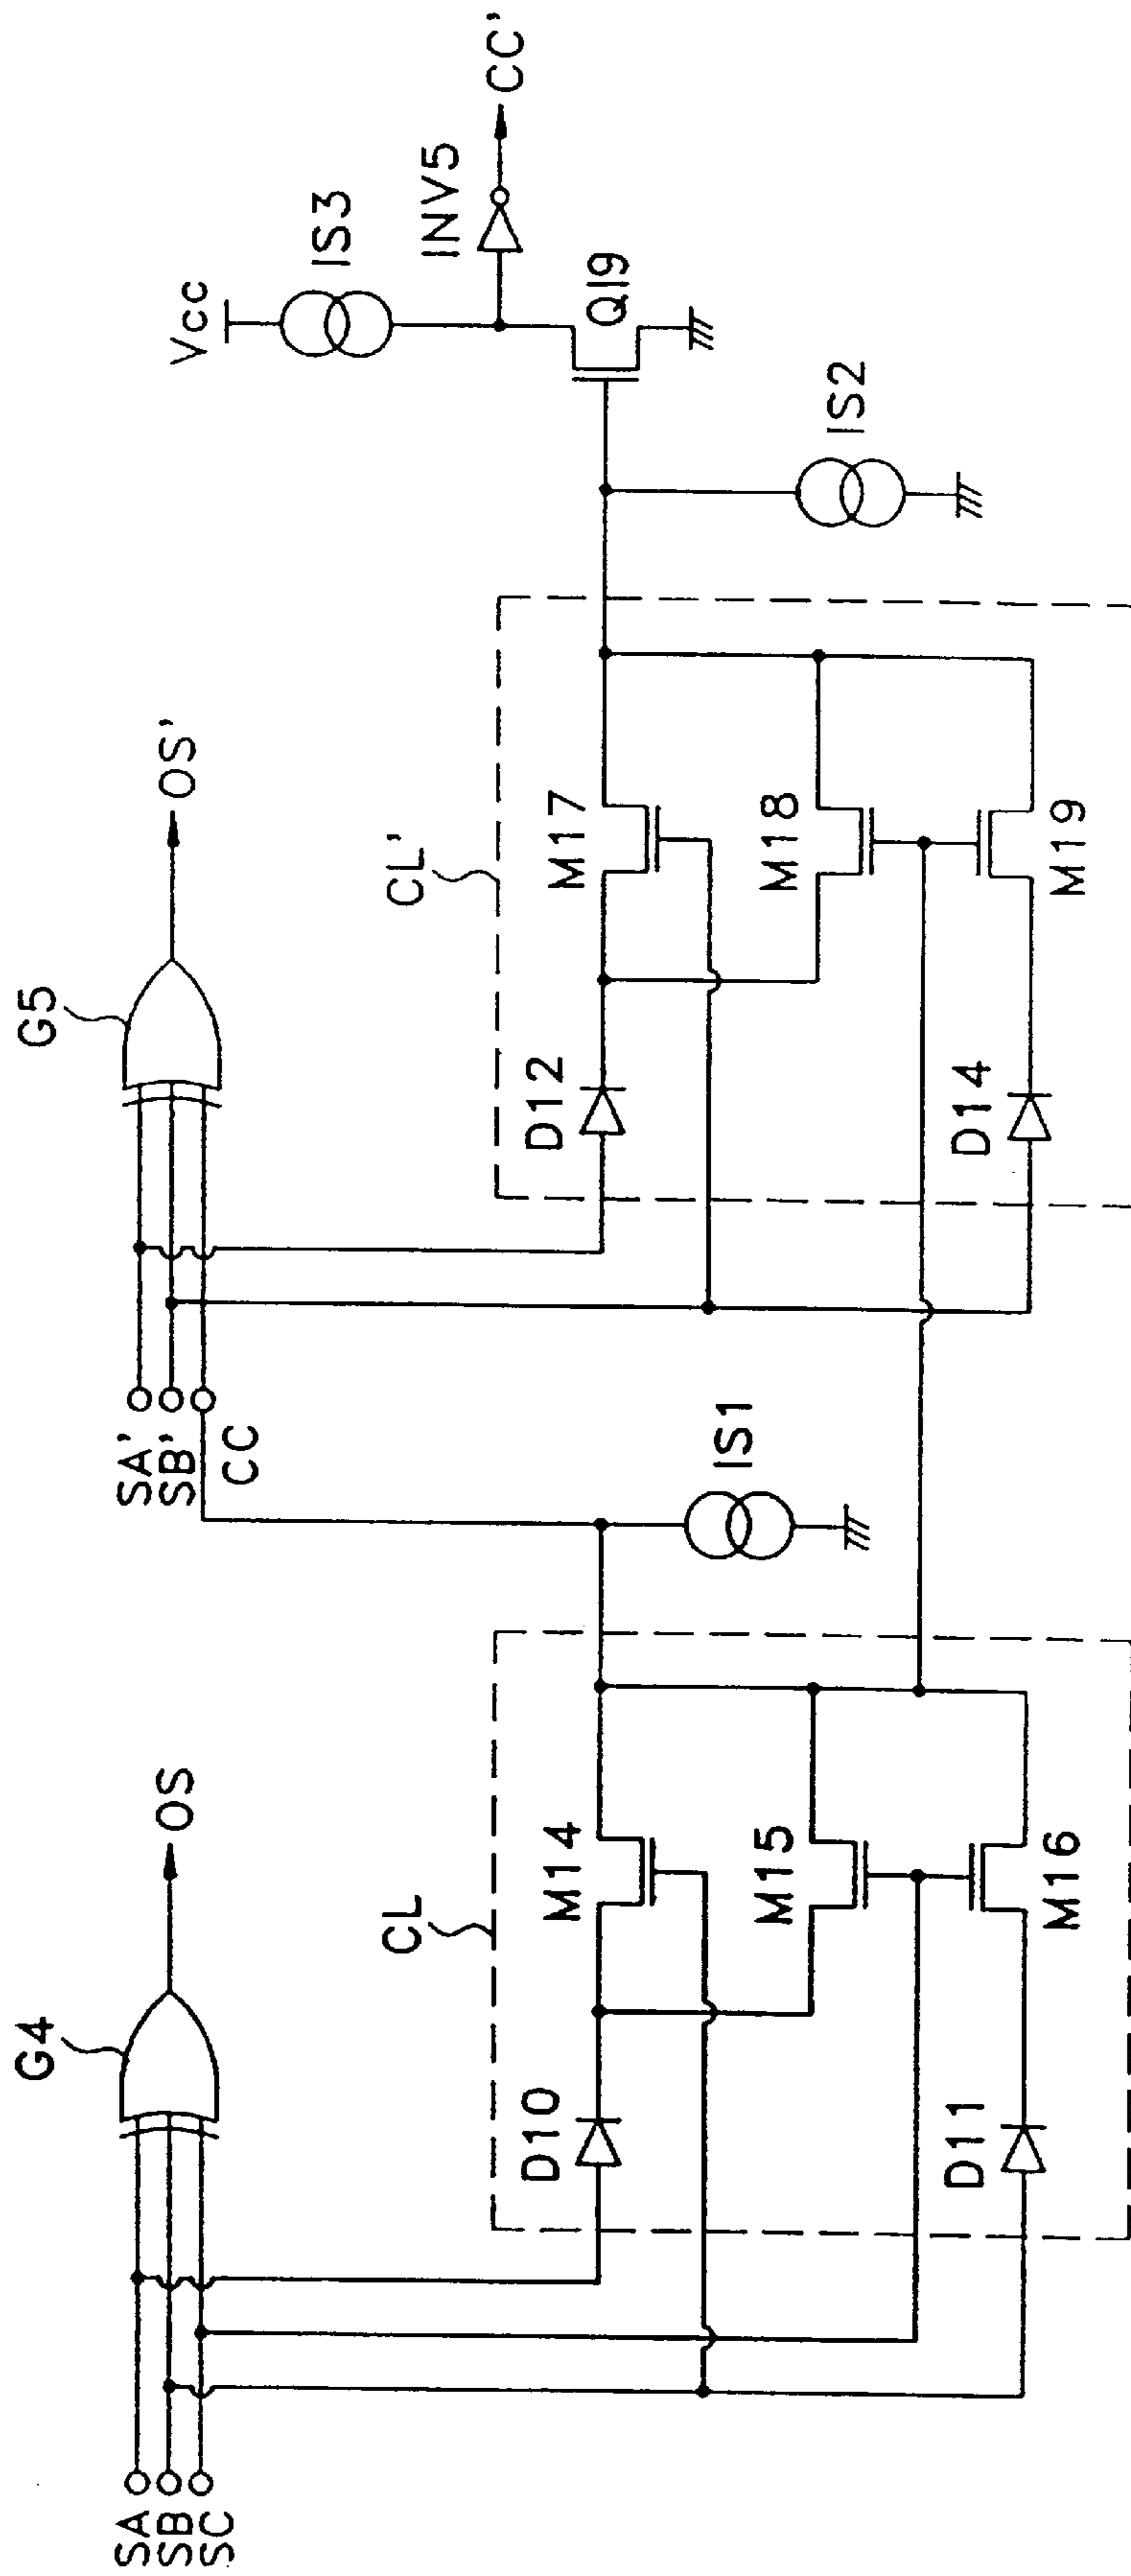 SA
SB
SC
G4
OS
CL
D10
M14
M15
D11
M16
IS1
SA'
SB'
CC
G5
OS'
CL'
D12
M17
M18
D14
M19
IS2
Vcc
IS3
INV5
CC'
Q19